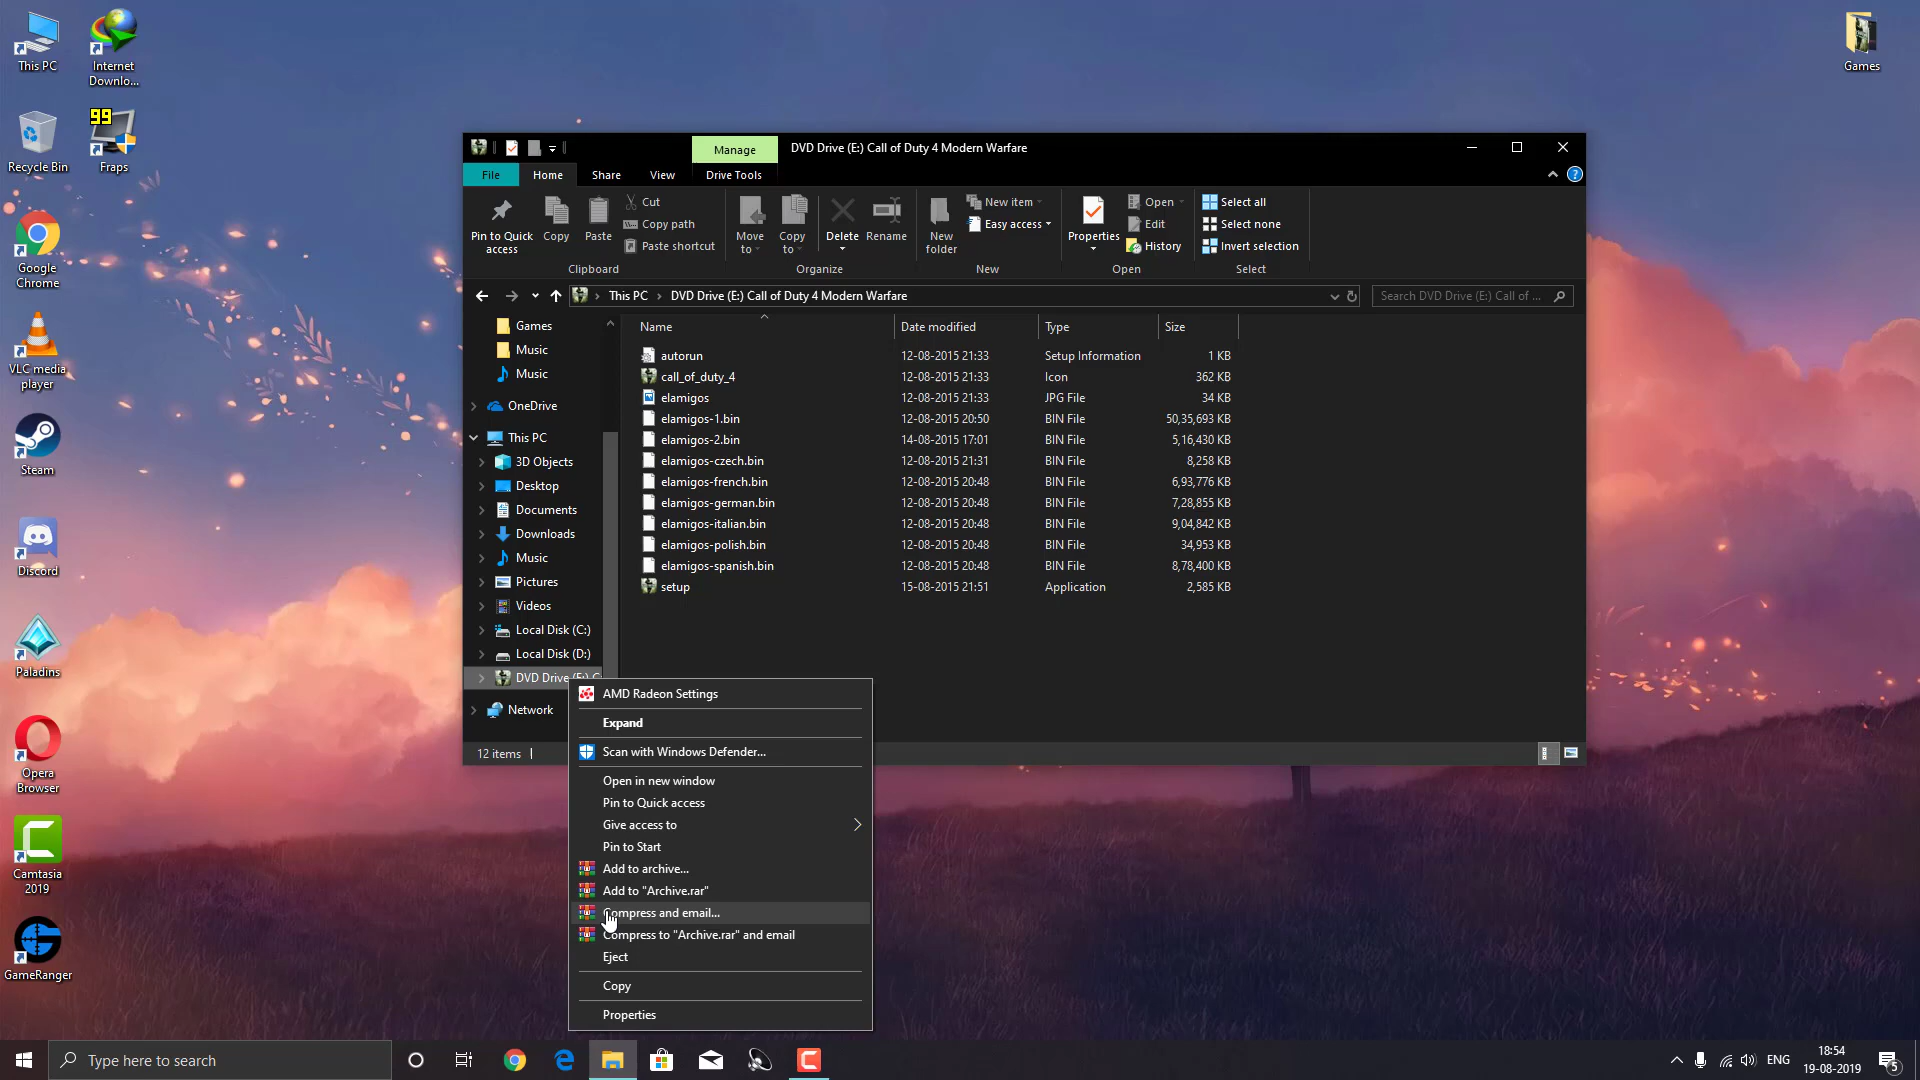 This PC
Internet
Downlo...
Recycle Bin
99
Fraps
Google
Chrome
VLC media
player
Steam
Discord
Paladins
Opera
Browser
Camtasia
2019
GameRanger
Games
Manage
DVD Drive (E:) Call of Duty 4 Modern Warfare
File
Home
Share
View
Drive Tools
Pin to Quick
access
Copy
Paste
Cut
Copy path
Paste shortcut
Clipboard
Move
to
Copy
to
Delete
Rename
Organize
New
folder
New item
Easy access
New
Properties
Open
Edit
History
Open
Select all
Select none
Invert selection
Select
This PC
DVD Drive (E:) Call of Duty 4 Modern Warfare
Search DVD Drive (E:) Call of ...
Games
Music
Music
OneDrive
This PC
3D Objects
Desktop
Documents
Downloads
Music
Pictures
Videos
Local Disk (C:)
Local Disk (D:)
DVD Drive (E:) C
Network
12 items
Name Date modified Type Size
autorun 12-08-2015 21:33 Setup Information 1 KB
call_of_duty_4 12-08-2015 21:33 Icon 362 KB
elamigos 12-08-2015 21:33 JPG File 34 KB
elamigos-1.bin 12-08-2015 20:50 BIN File 50,35,693 KB
elamigos-2.bin 14-08-2015 17:01 BIN File 5,16,430 KB
elamigos-czech.bin 12-08-2015 21:31 BIN File 8,258 KB
elamigos-french.bin 12-08-2015 20:48 BIN File 6,93,776 KB
elamigos-german.bin 12-08-2015 20:48 BIN File 7,28,855 KB
elamigos-italian.bin 12-08-2015 20:48 BIN File 9,04,842 KB
elamigos-polish.bin 12-08-2015 20:48 BIN File 34,953 KB
elamigos-spanish.bin 12-08-2015 20:48 BIN File 8,78,400 KB
setup 15-08-2015 21:51 Application 2,585 KB
AMD Radeon Settings
Expand
Scan with Windows Defender...
Open in new window
Pin to Quick access
Give access to
Pin to Start
Add to archive...
Add to "Archive.rar"
Compress and email...
Compress to "Archive.rar" and email
Eject
Copy
Properties
Type here to search
ENG
18:54
19-08-2019
5